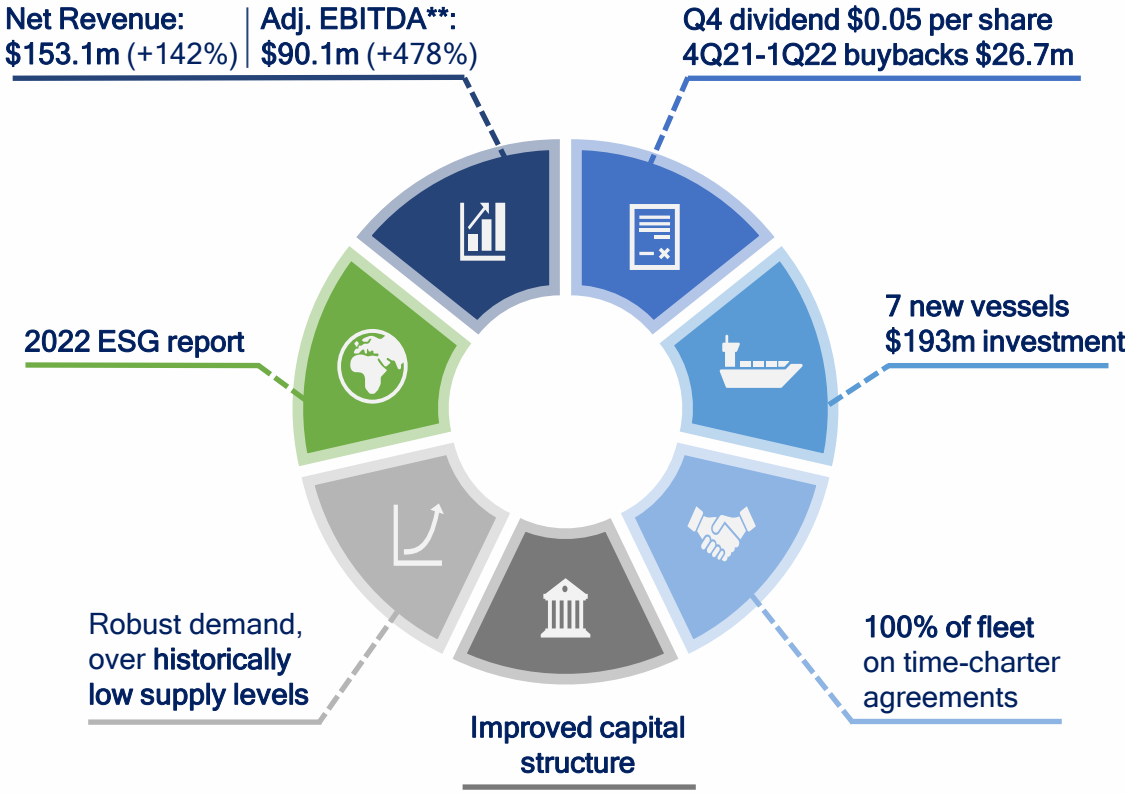 Net Revenue:
$153.1m (+142%)
Adj. EBITDA**:
$90.1m (+478%)
Q4 dividend $0.05 per share
4Q21-1Q22 buybacks $26.7m
2022 ESG report
7 new vessels
$193m investment
Robust demand,
over historically
low supply levels
100% of fleet
on time-charter
agreements
Improved capital
structure